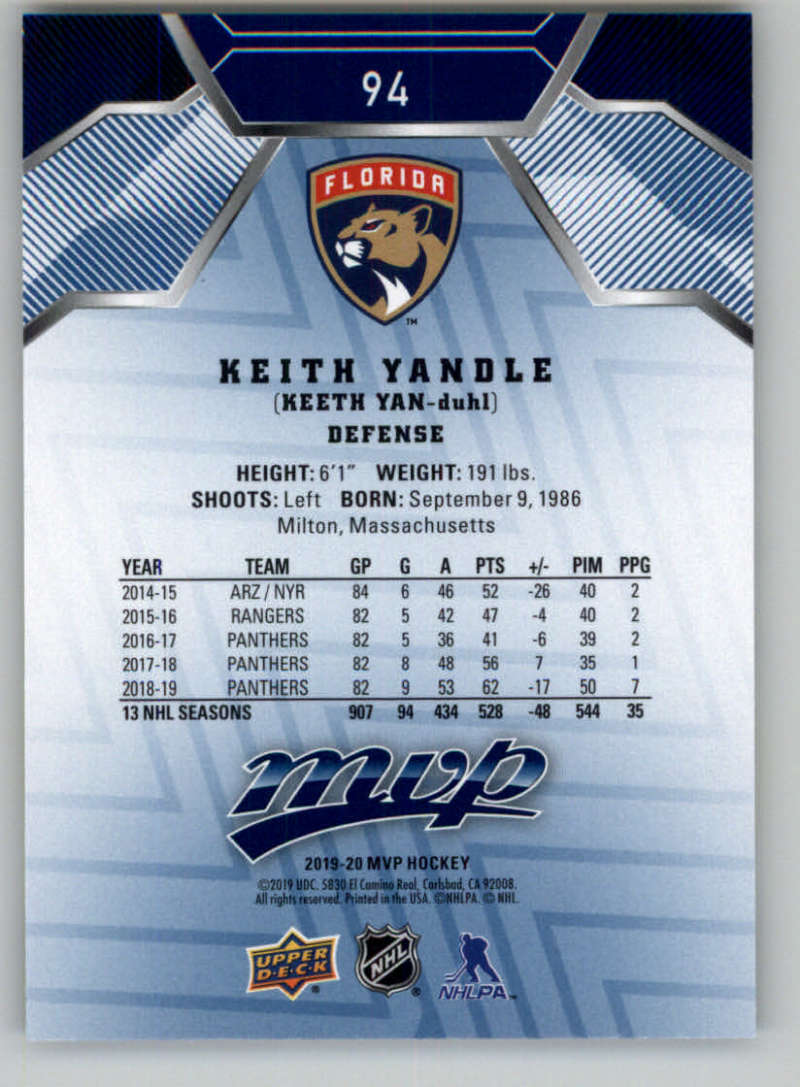 94
FLORIDA
TM
KEITH YANDLE
(KEETH YAN-duhl)
DEFENSE
HEIGHT: 6'1" WEIGHT: 191 lbs.
SHOOTS: Left BORN: September 9, 1986
Milton, Massachusetts
YEAR TEAM GP G A PTS +/- PIM PPG
2014-15 ARZ / NYR 84 6 46 52 -26 40 2
2015-16 RANGERS 82 5 42 47 -4 40 2
2016-17 PANTHERS 82 5 36 41 -6 39 2
2017-18 PANTHERS 82 8 48 56 7 35 1
2018-19 PANTHERS 82 9 53 62 -17 50 7
13 NHL SEASONS 907 94 434 528 -48 544 35
mvp
2019-20 MVP HOCKEY
©2019 UDC. 5830 El Camino Real, Carlsbad, CA 92008.
All rights reserved. Printed in the USA. ©NHLPA. © NHL.
UPPER DECK ® NHL ® NHLPA™